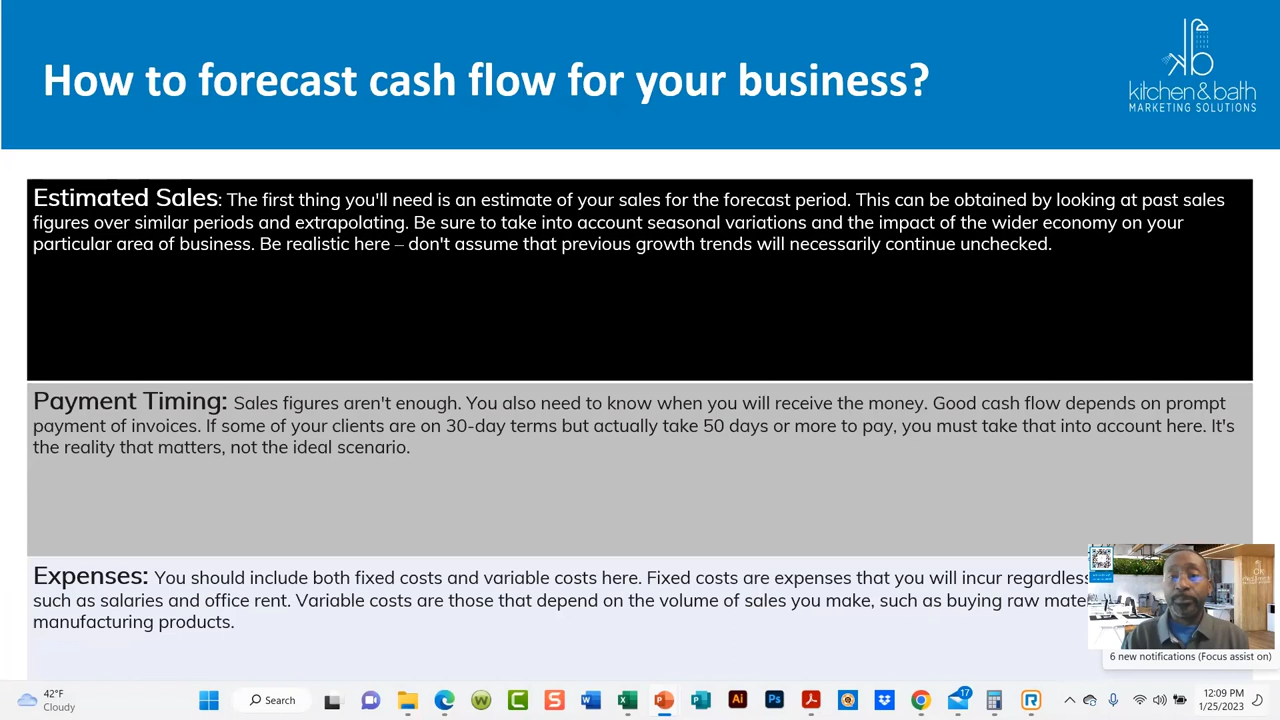 How to forecast cash flow for your business?
kitchen&bath
MARKETING SOLUTIONS
Estimated Sales: The first thing you'll need is an estimate of your sales for the forecast period. This can be obtained by looking at past sales
figures over similar periods and extrapolating. Be sure to take into account seasonal variations and the impact of the wider economy on your
particular area of business. Be realistic here – don't assume that previous growth trends will necessarily continue unchecked.
Payment Timing: Sales figures aren't enough. You also need to know when you will receive the money. Good cash flow depends on prompt
payment of invoices. If some of your clients are on 30-day terms but actually take 50 days or more to pay, you must take that into account here. It's
the reality that matters, not the ideal scenario.
Expenses: You should include both fixed costs and variable costs here. Fixed costs are expenses that you will incur regardless
such as salaries and office rent. Variable costs are those that depend on the volume of sales you make, such as buying raw mate
manufacturing products.
6 new notifications (Focus assist on)
42°F
Cloudy
Search
17
12:09 PM
1/25/2023